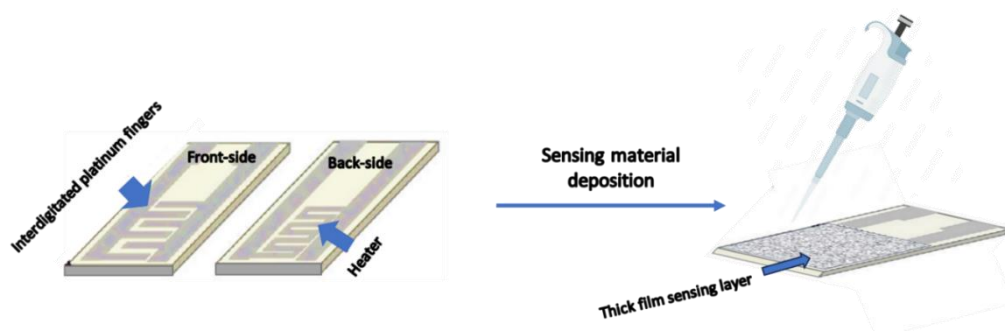 Interdigitated platinum fingers
Front-side
Back-side
Heater
Sensing material
deposition
Thick film sensing layer